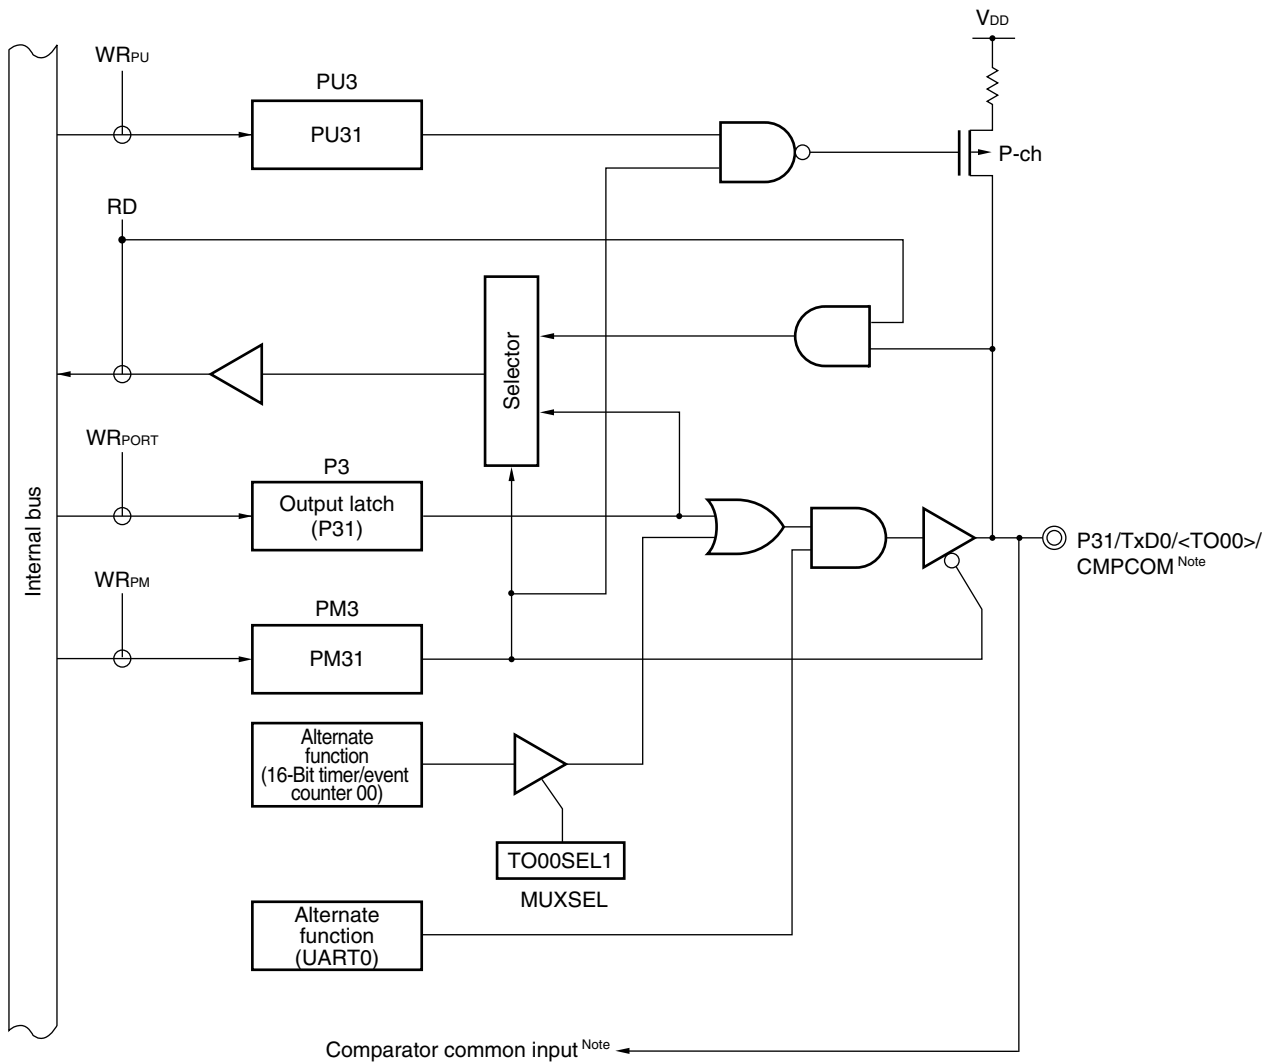 VDD
WRPU
PU3
PU31
P-ch
RD
Selector
WRPORT
P3
Output latch
(P31)
Internal bus
P31/TxD0/<TO00>/
CMPCOM Note
WRPM
PM3
PM31
Alternate
function
(16-Bit timer/event
counter 00)
TO00SEL1
MUXSEL
Alternate
function
(UART0)
Comparator common input Note